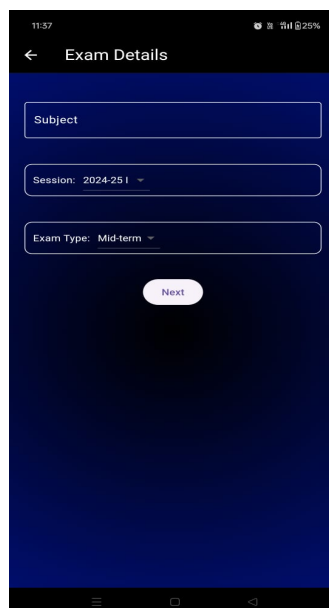 11:37
25%
Exam Details
Subject
Session: 2024-25 I
Exam Type: Mid-term
Next